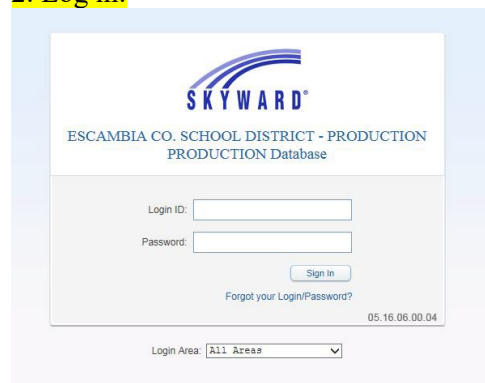 2. Log in.
SKYWARD®
ESCAMBIA CO. SCHOOL DISTRICT - PRODUCTION
PRODUCTION Database
Login ID:
Password:
Sign In
Forgot your Login/Password?
05.16.06.00.04
Login Area: All Areas